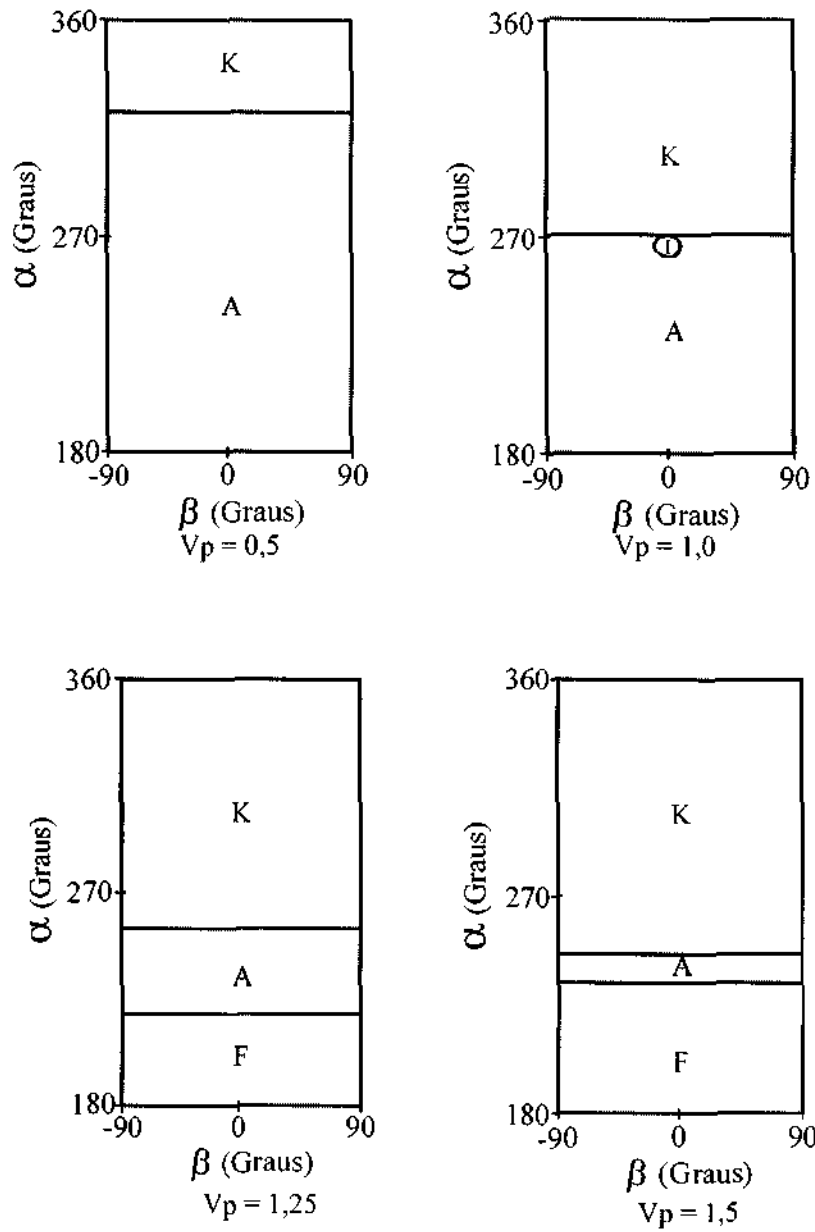 360
K
α (Graus)
270
A
180
-90 0 90
β (Graus)
Vp = 0,5
360
K
α (Graus)
270
I
A
180
-90 0 90
β (Graus)
Vp = 1,0
360
K
α (Graus)
270
A
F
180
-90 0 90
β (Graus)
Vp = 1,25
360
K
α (Graus)
270
A
F
180
-90 0 90
β (Graus)
Vp = 1,5